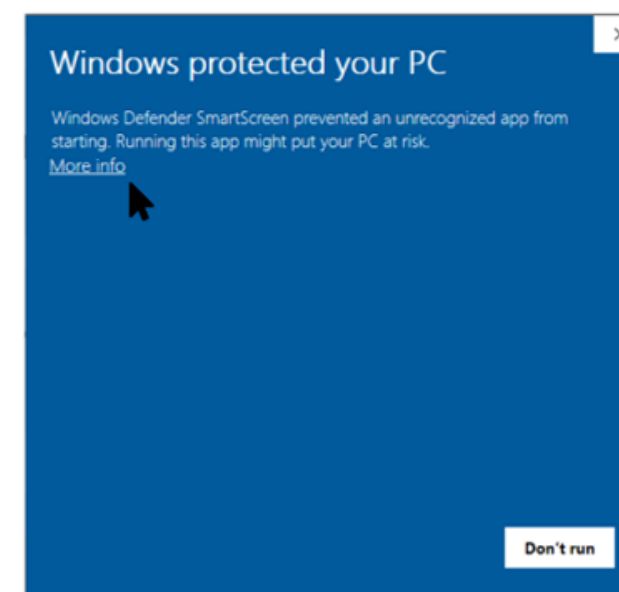 Windows protected your PC
Windows Defender SmartScreen prevented an unrecognized app from
starting. Running this app might put your PC at risk.
More info
Don't run